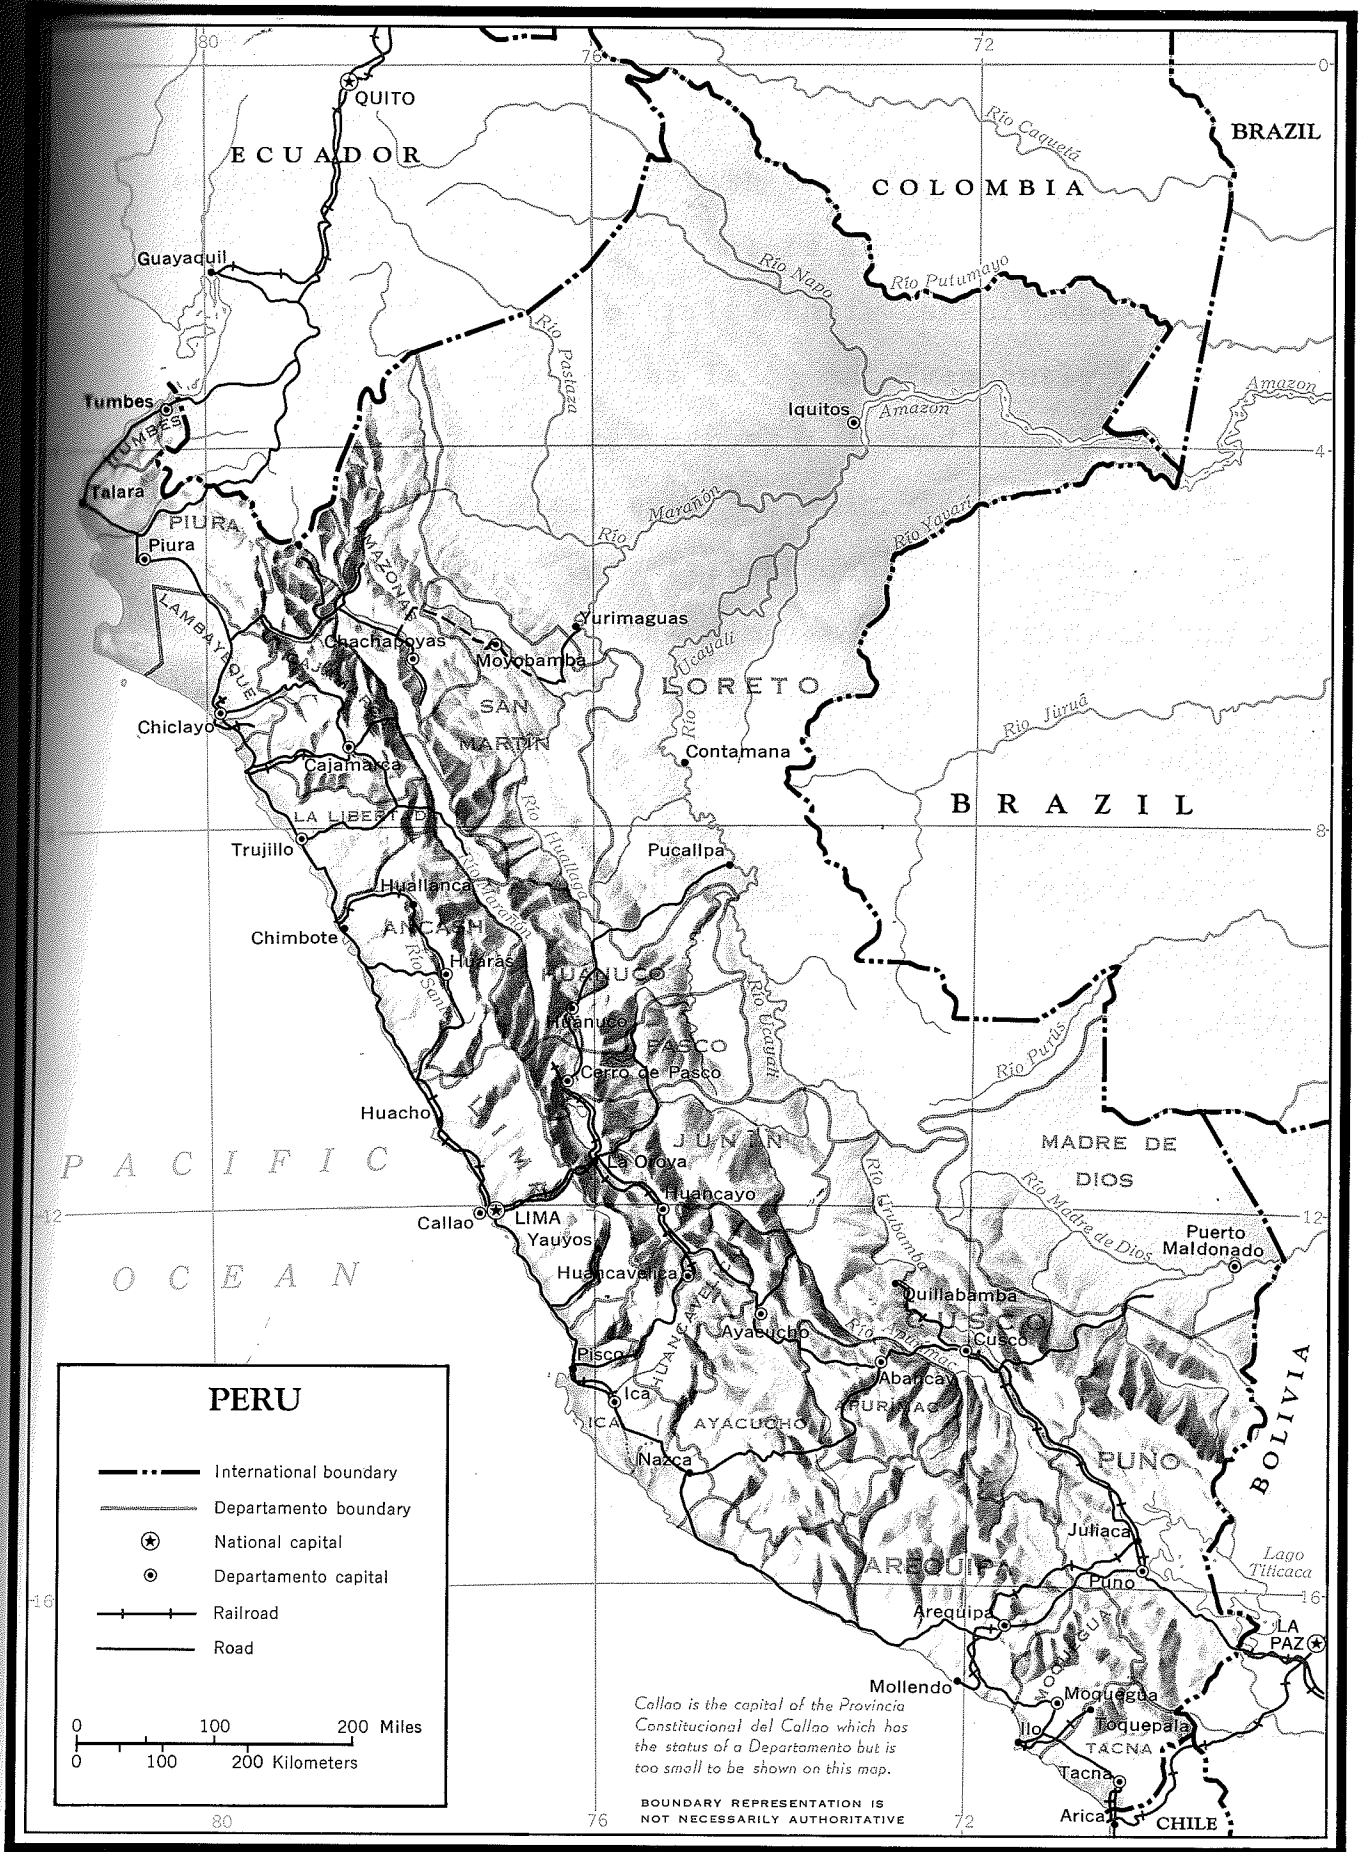 80
76
72
0
QUITO
ECUADOR
Río Caquetá
BRAZIL
COLOMBIA
Guayaquil
Río Napo
Río Putumayo
Río Pastaza
Amazon
Tumbes
TUMBES
Iquitos
Amazon
4
Talara
PIURA
Río Marañón
Río Yavarí
Piura
AMAZONAS
LAMBAYEQUE
Yurimaguas
Chachapoyas
Moyobamba
Río Ucayali
LORETO
SAN
MARTÍN
Chiclayo
Río Juruá
Contamana
Cajamarca
BRAZIL
LA LIBERTAD
8
Trujillo
Río Huallaga
Pucallpa
Huallanca
Río Marañón
ANCASH
Chimbote
Huarás
Río Santa
HUÁNUCO
Huánuco
Río Ucayali
PASCO
Cerro de Pasco
Río Purús
Huacho
LIMA
JUNÍN
MADRE DE
DIOS
PACIFIC
La Oroya
Río Urubamba
Río Madre de Dios
Huancayo
12
12
Callao
LIMA
Puerto
Maldonado
Yauyos
OCEAN
Huancavelica
HUANCAVELICA
Quillabamba
CUSCO
Ayacucho
Río Apurímac
Cusco
Pisco
Abancay
BOLIVIA
Ica
ICA
AYACUCHO
APURÍMAC
Nazca
PUNO
Juliaca
AREQUIPA
Puno
Lago
Titicaca
16
16
Arequipa
LA
PAZ
MOQUEGUA
Mollendo
Moquegua
Ilo
Toquepala
TACNA
Tacna
Arica
CHILE
PERU
International boundary
Departamento boundary
National capital
Departamento capital
Railroad
Road
0 100 200 Miles
0 100 200 Kilometers
Callao is the capital of the Provincia
Constitucional del Callao which has
the status of a Departamento but is
too small to be shown on this map.
BOUNDARY REPRESENTATION IS
NOT NECESSARILY AUTHORITATIVE
80
76
72